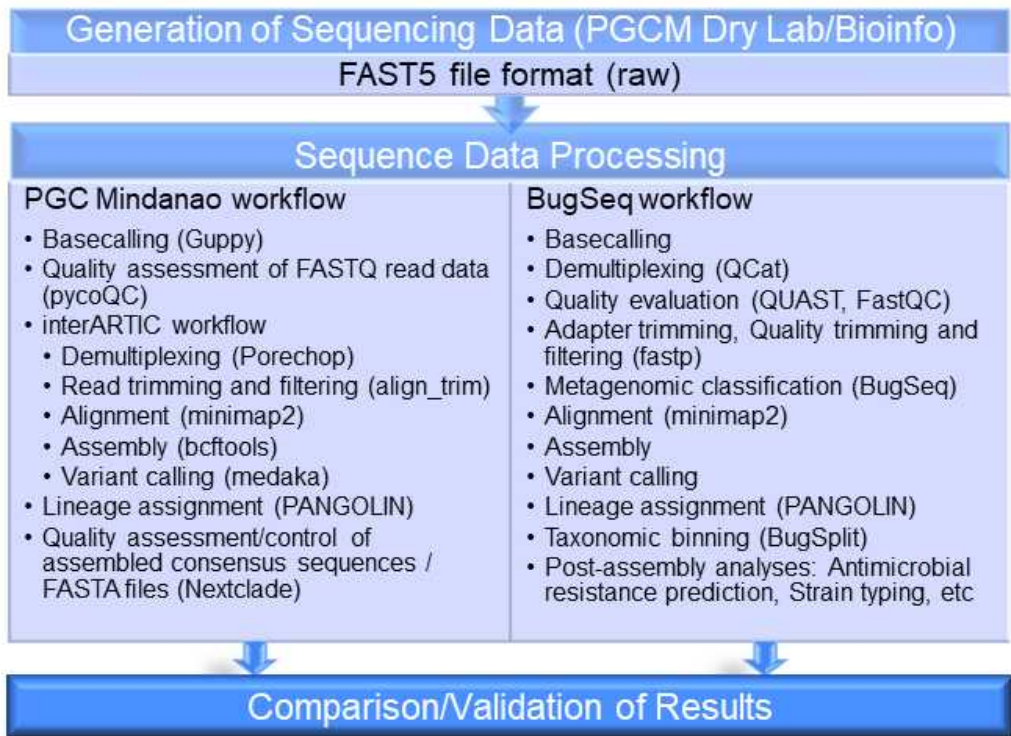 Generation of Sequencing Data (PGCM Dry Lab/Bioinfo)
FAST5 file format (raw)
Sequence Data Processing
PGC Mindanao workflow
• Basecalling (Guppy)
• Quality assessment of FASTQ read data
(pycoQC)
• interARTIC workflow
• Demultiplexing (Porechop)
• Read trimming and filtering (align_trim)
• Alignment (minimap2)
• Assembly (bcftools)
• Variant calling (medaka)
• Lineage assignment (PANGOLIN)
• Quality assessment/control of
assembled consensus sequences /
FASTA files (Nextclade)
BugSeq workflow
• Basecalling
• Demultiplexing (QCat)
• Quality evaluation (QUAST, FastQC)
• Adapter trimming, Quality trimming and
filtering (fastp)
• Metagenomic classification (BugSeq)
• Alignment (minimap2)
• Assembly
• Variant calling
• Lineage assignment (PANGOLIN)
• Taxonomic binning (BugSplit)
• Post-assembly analyses: Antimicrobial
resistance prediction, Strain typing, etc
Comparison/Validation of Results